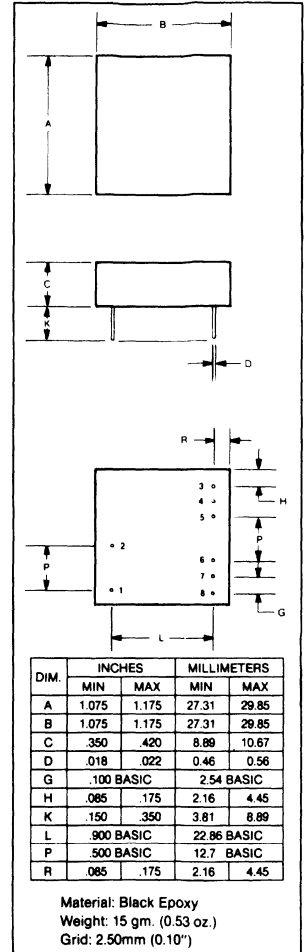 B
A
C
K
D
R
3
4
H
5
P
2
6
P
7
1
8
G
L
DIM. INCHES MILLIMETERS
MIN MAX MIN MAX
A 1.075 1.175 27.31 29.85
B 1.075 1.175 27.31 29.85
C .350 .420 8.89 10.67
D .018 .022 0.46 0.56
G .100 BASIC 2.54 BASIC
H .085 .175 2.16 4.45
K .150 .350 3.81 8.89
L .900 BASIC 22.86 BASIC
P .500 BASIC 12.7 BASIC
R .085 .175 2.16 4.45
Material: Black Epoxy
Weight: 15 gm. (0.53 oz.)
Grid: 2.50mm (0.10")